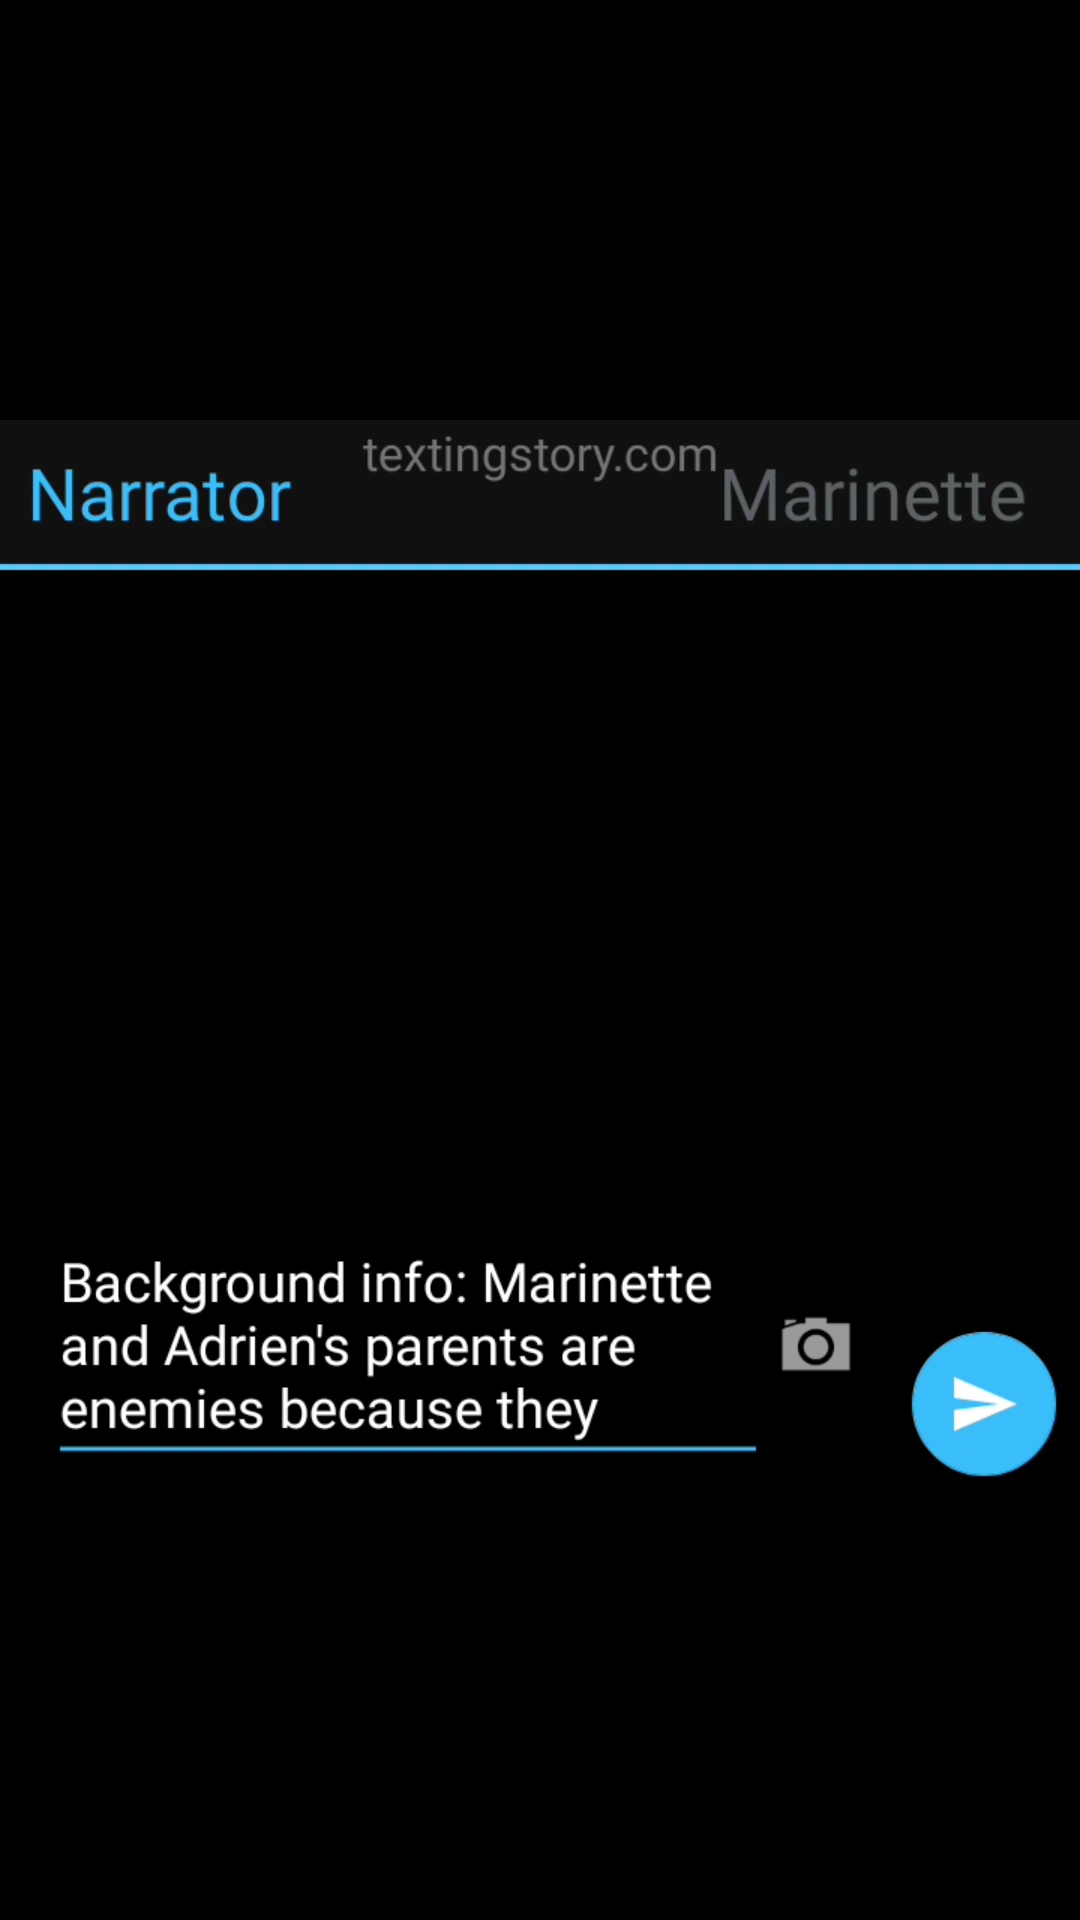 textingstory.com
Narrator
Marinette
Background info: Marinette
and Adrien's parents are
enemies because they